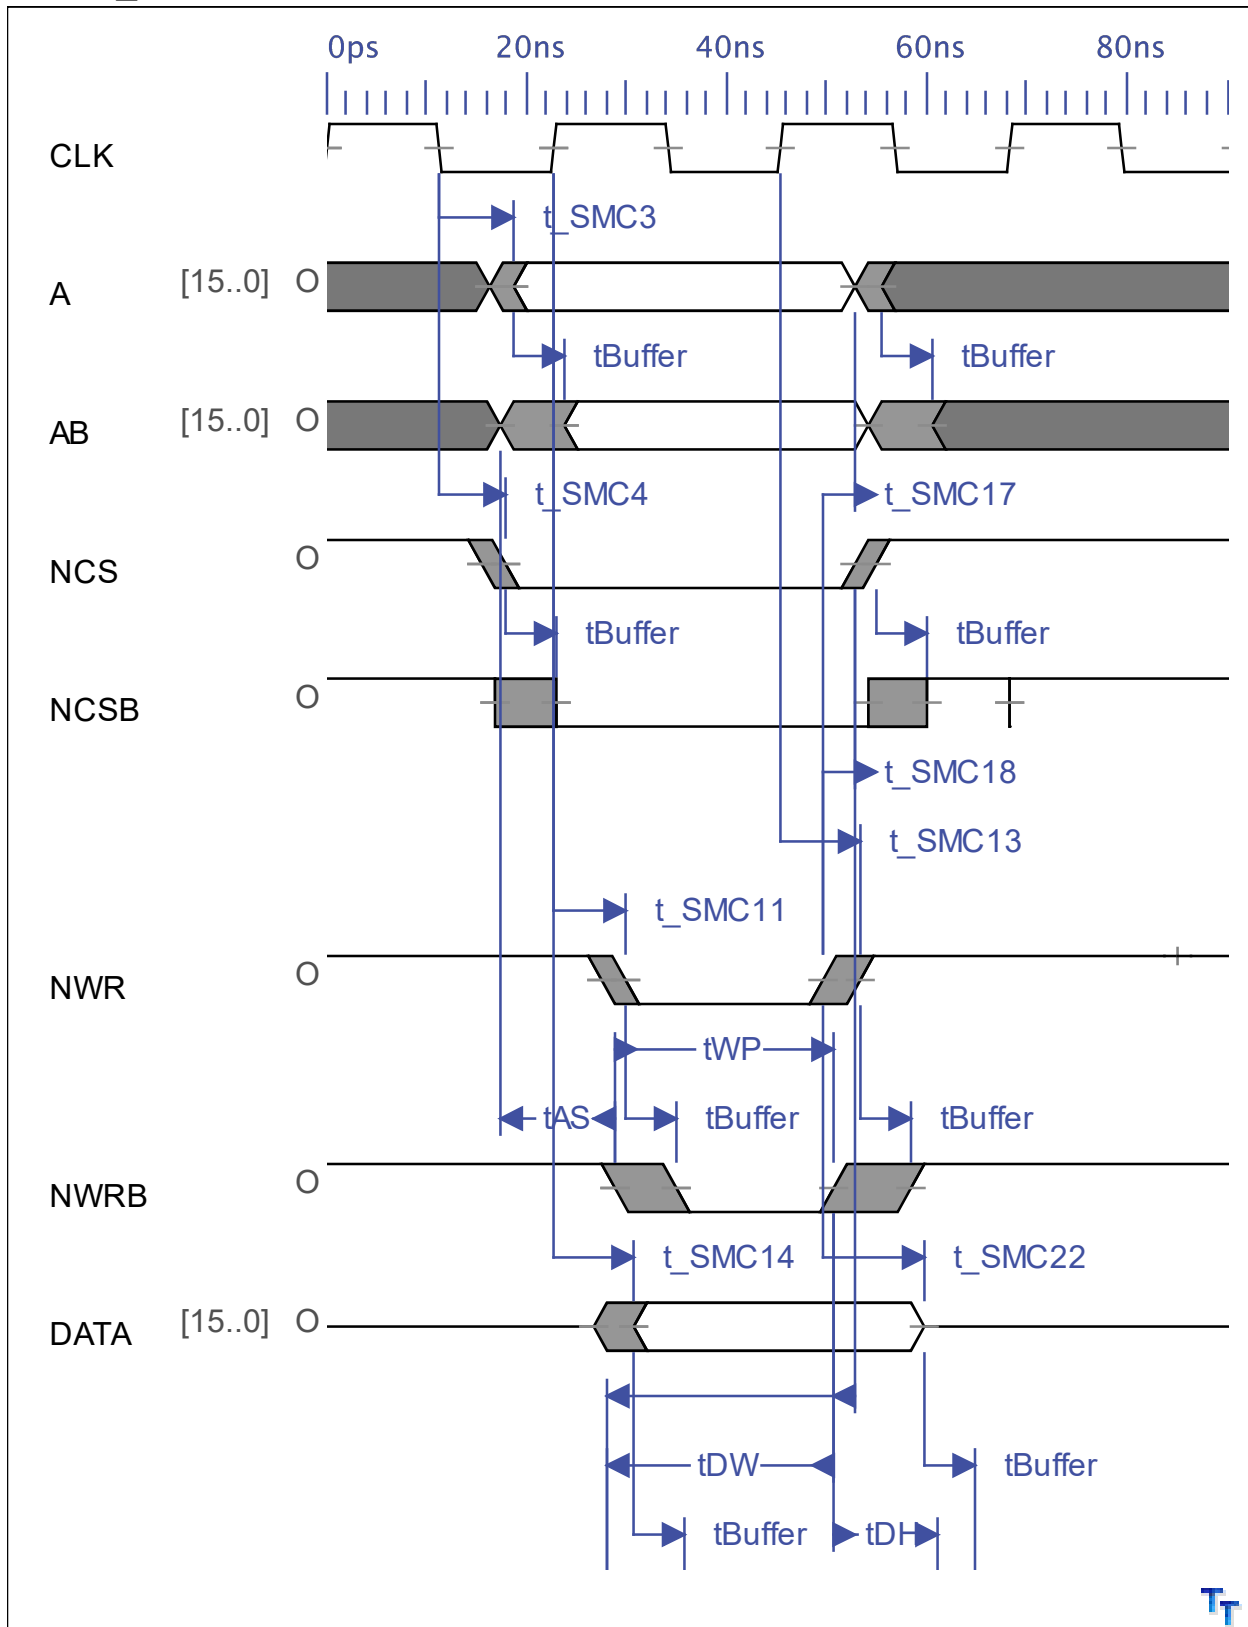 0ps 20ns 40ns 60ns 80ns
CLK
t_SMC3
A [15..0] O
tBuffer tBuffer
AB [15..0] O
t_SMC4 t_SMC17
NCS O
tBuffer tBuffer
NCSB O
t_SMC18
t_SMC13
t_SMC11
NWR O
tWP
tAS tBuffer tBuffer
NWRB O
t_SMC14 t_SMC22
DATA [15..0] O
tDW tBuffer
tBuffer tDH
TT